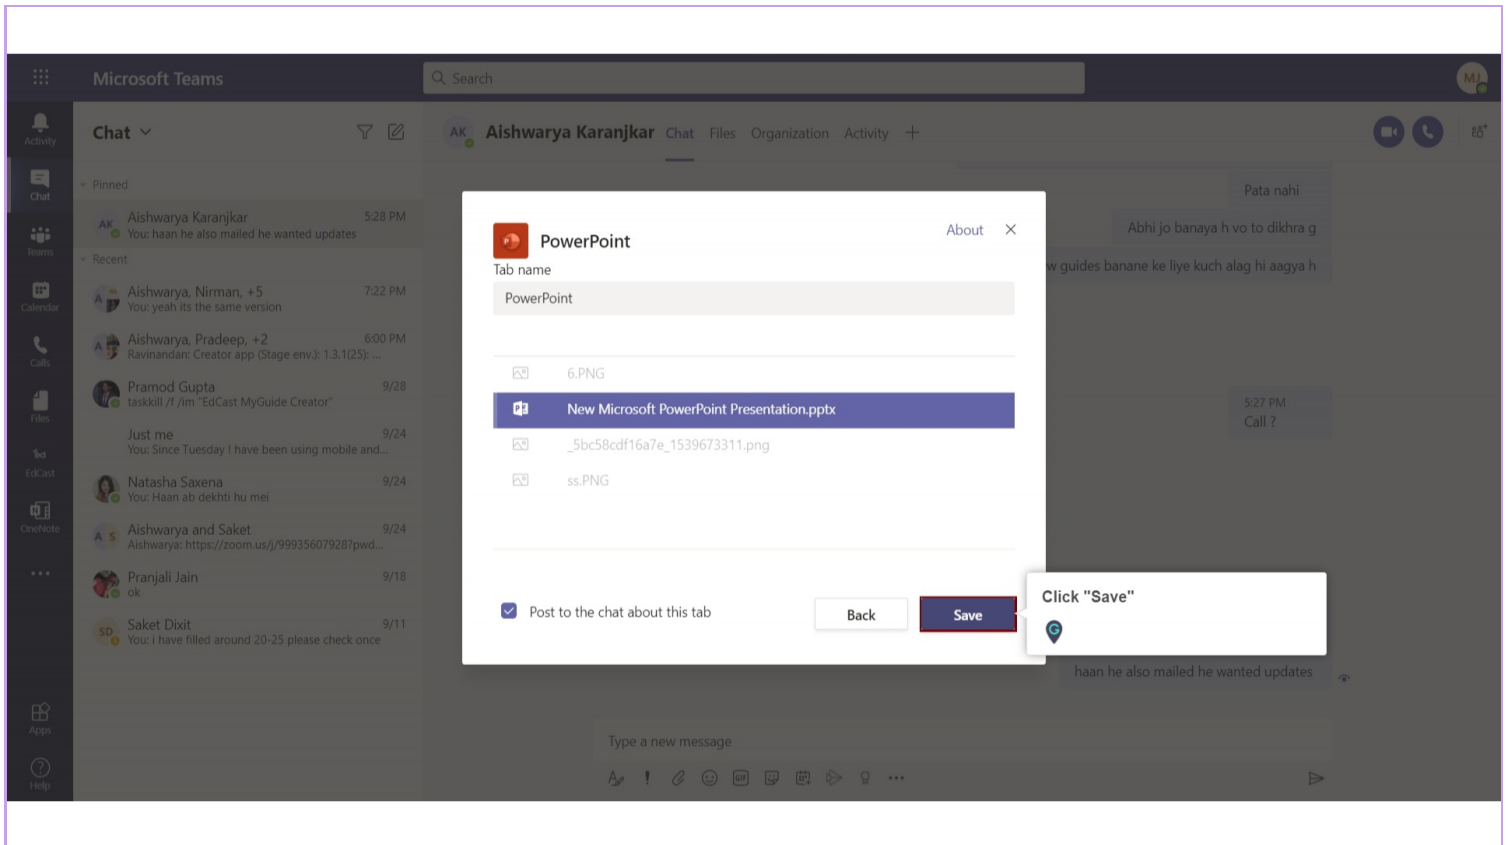 Microsoft Teams
Search
MJ
Activity
Chat
Teams
Calendar
Calls
Files
EdCast
OneNote
Apps
Help
Chat
Pinned
AK
Aishwarya Karanjkar 5:28 PM
You: haan he also mailed he wanted updates
Recent
Aishwarya, Nirman, +5 7:22 PM
You: yeah its the same version
Aishwarya, Pradeep, +2 6:00 PM
Ravinandan: Creator app (Stage env.): 1.3.1(25): ...
Pramod Gupta 9/28
taskkill /f /im "EdCast MyGuide Creator"
Just me 9/24
You: Since Tuesday I have been using mobile and...
Natasha Saxena 9/24
You: Haan ab dekhti hu mei
A S
Aishwarya and Saket 9/24
Aishwarya: https://zoom.us/j/99935607928?pwd...
Pranjali Jain 9/18
ok
SD
Saket Dixit 9/11
You: i have filled around 20-25 please check once
AK Aishwarya Karanjkar Chat Files Organization Activity
Pata nahi
Abhi jo banaya h vo to dikhra g
w guides banane ke liye kuch alag hi aagya h
5:27 PM
Call ?
PowerPoint
About
Tab name
PowerPoint
6.PNG
New Microsoft PowerPoint Presentation.pptx
_5bc58cdf16a7e_1539673311.png
ss.PNG
Post to the chat about this tab
Back
Save
Click "Save"
haan he also mailed he wanted updates
Type a new message
GIF